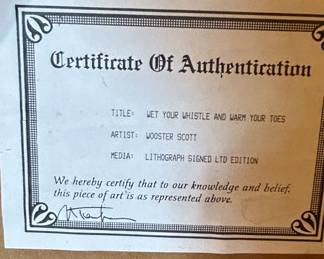 Certificate Of Authentication
TITLE: WET YOUR WHISTLE AND WARM YOUR TOES
ARTIST: WOOSTER SCOTT
MEDIA: LITHOGRAPH SIGNED LTD EDITION
We hereby certify that to our knowledge and belief,
this piece of art is as represented above.